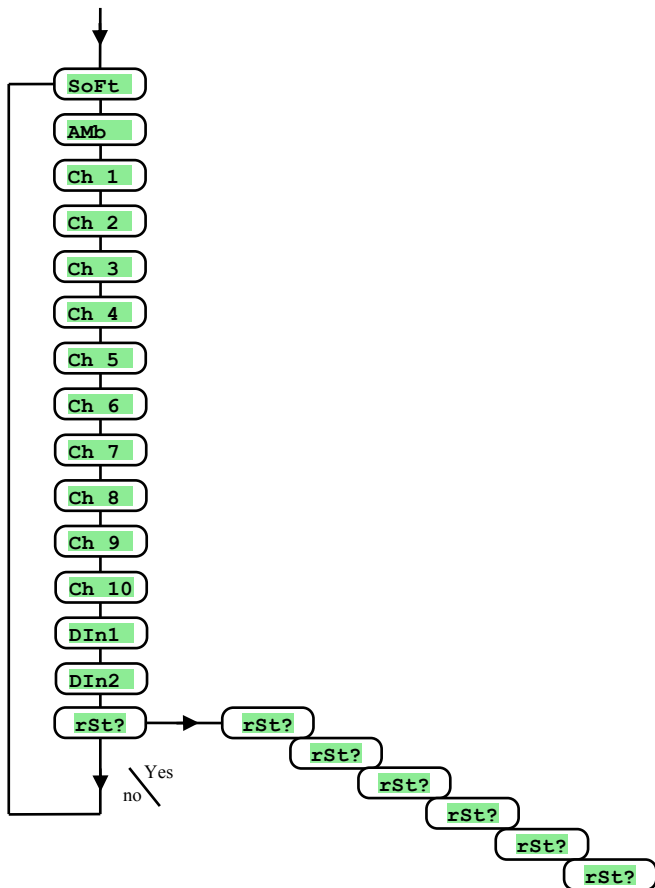 SoFt
AMb
Ch 1
Ch 2
Ch 3
Ch 4
Ch 5
Ch 6
Ch 7
Ch 8
Ch 9
Ch 10
DIn1
DIn2
rSt?
rSt?
rSt?
rSt?
rSt?
rSt?
rSt?
Yes
no